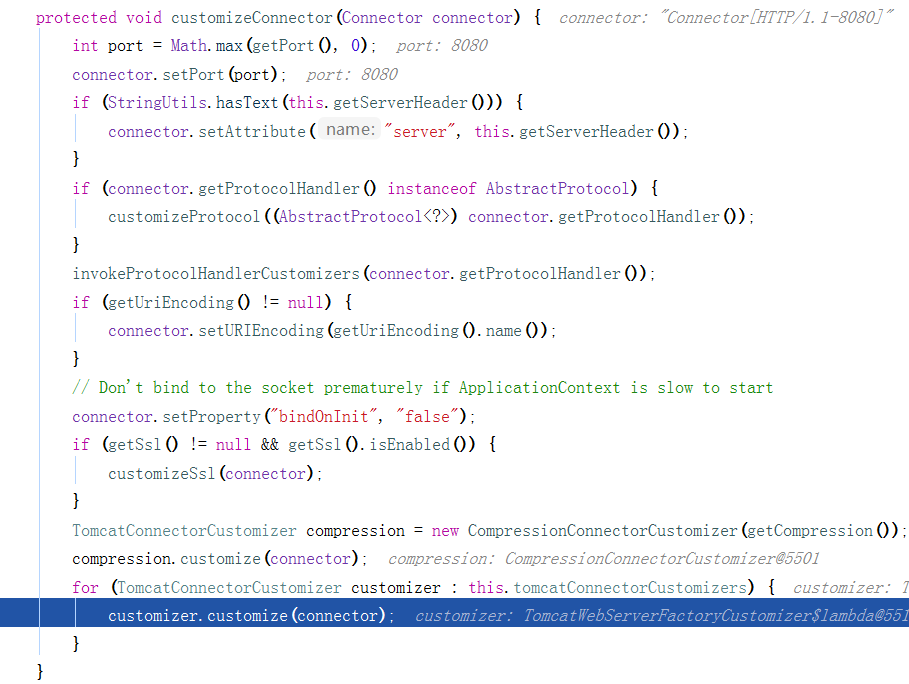 protected void customizeConnector(Connector connector) {  connector: "Connector[HTTP/1.1-8080]"
    int port = Math.max(getPort(), 0);  port: 8080
    connector.setPort(port);  port: 8080
    if (StringUtils.hasText(this.getServerHeader())) {
        connector.setAttribute( name: "server", this.getServerHeader());
    }
    if (connector.getProtocolHandler() instanceof AbstractProtocol) {
        customizeProtocol((AbstractProtocol<?>) connector.getProtocolHandler());
    }
    invokeProtocolHandlerCustomizers(connector.getProtocolHandler());
    if (getUriEncoding() != null) {
        connector.setURIEncoding(getUriEncoding().name());
    }
    // Don't bind to the socket prematurely if ApplicationContext is slow to start
    connector.setProperty("bindOnInit", "false");
    if (getSsl() != null && getSsl().isEnabled()) {
        customizeSsl(connector);
    }
    TomcatConnectorCustomizer compression = new CompressionConnectorCustomizer(getCompression());
    compression.customize(connector);  compression: CompressionConnectorCustomizer@5501
    for (TomcatConnectorCustomizer customizer : this.tomcatConnectorCustomizers) {  customizer: T
        customizer.customize(connector);  customizer: TomcatWebServerFactoryCustomizer$lambda@551
    }
}